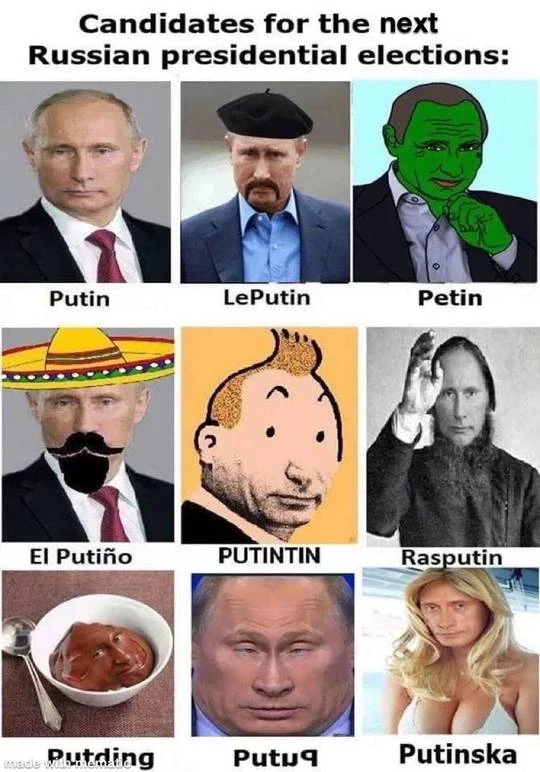 Candidates for the next
Russian presidential elections:
Putin
LePutin
Petin
El Putiño
PUTINTIN
Rasputin
Putding
Putuꟼ
Putinska
made with mematic